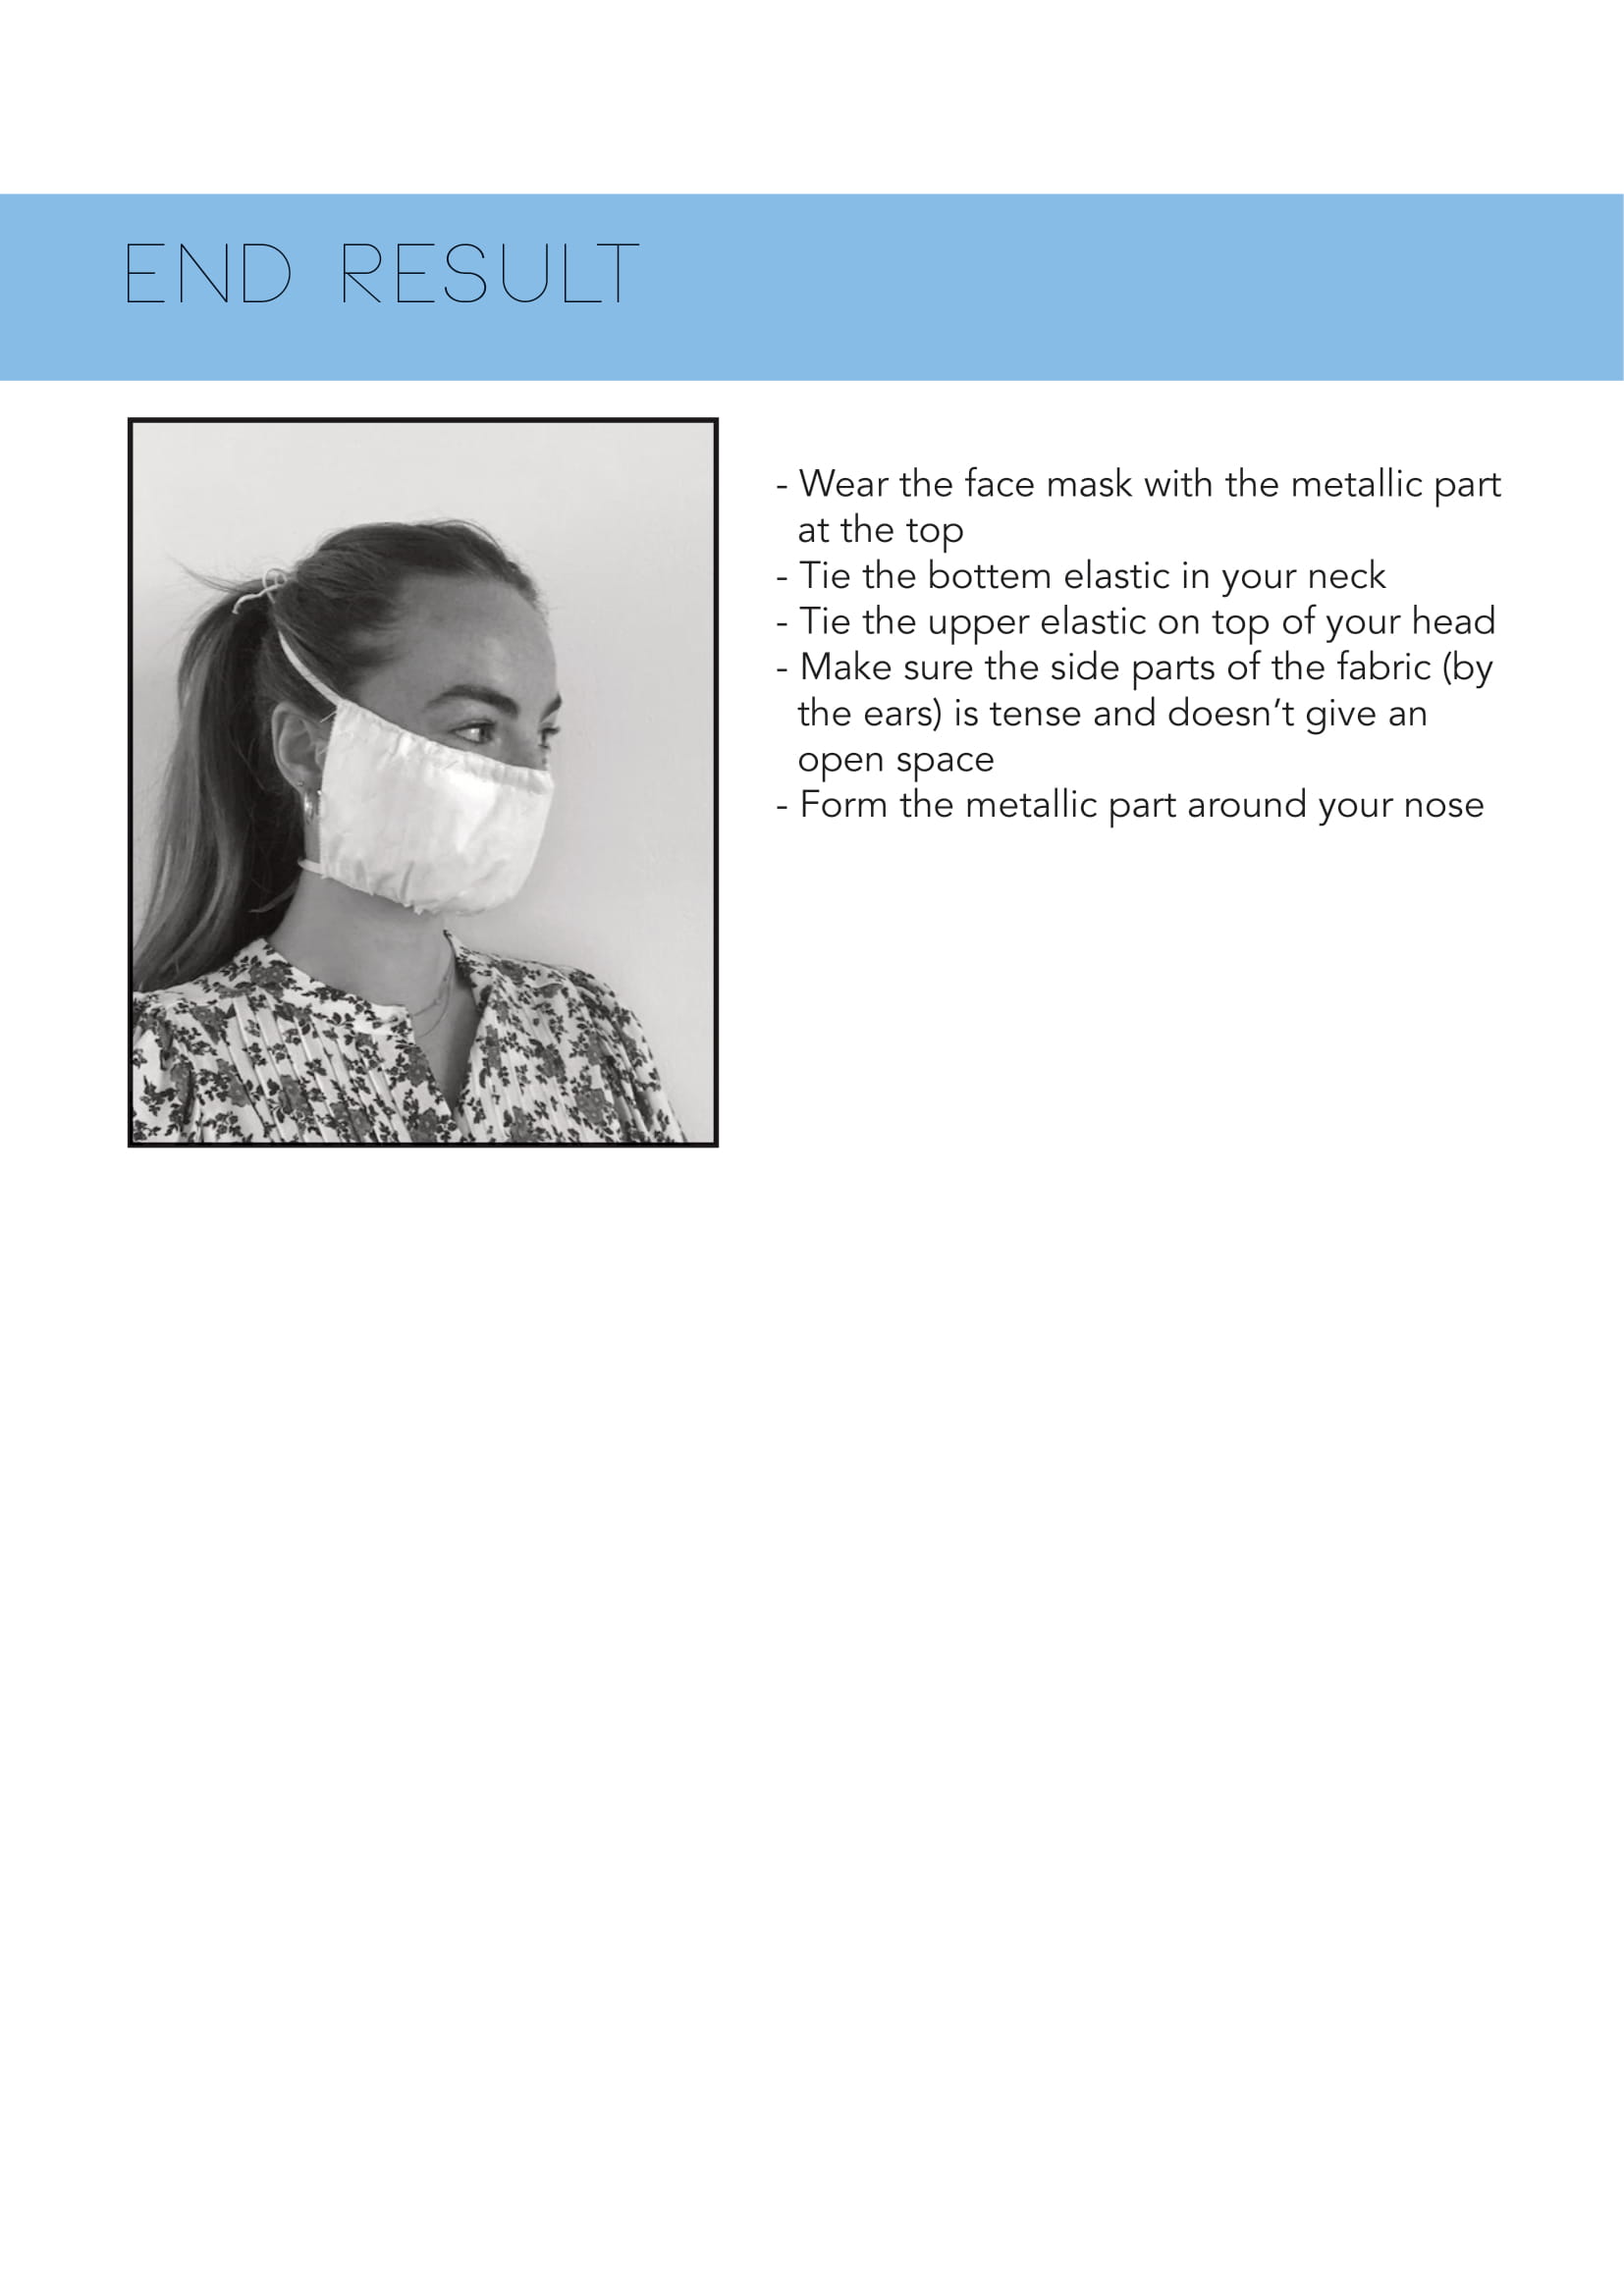 END RESULT
- Wear the face mask with the metallic part
at the top
- Tie the bottem elastic in your neck
- Tie the upper elastic on top of your head
- Make sure the side parts of the fabric (by
the ears) is tense and doesn’t give an
open space
- Form the metallic part around your nose